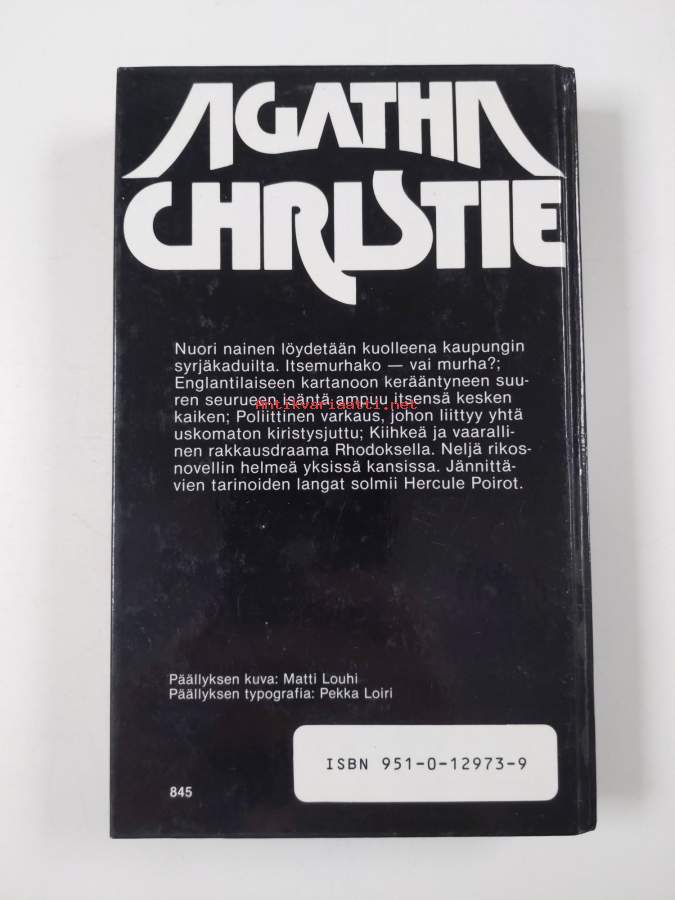 AGATHA
CHRISTIE
Nuori nainen löydetään kuolleena kaupungin
syrjäkaduilta. Itsemurhako — vai murha?;
Englantilaiseen kartanoon kerääntyneen suu-
ren seurueen isäntä ampuu itsensä kesken
Antikvariaatti.net
kaiken; Poliittinen varkaus, johon liittyy yhtä
uskomaton kiristysjuttu; Kiihkeä ja vaaralli-
nen rakkausdraama Rhodoksella. Neljä rikos-
novellin helmeä yksissä kansissa. Jännittä-
vien tarinoiden langat solmii Hercule Poirot.
Päällyksen kuva: Matti Louhi
Päällyksen typografia: Pekka Loiri
ISBN 951-0-12973-9
845